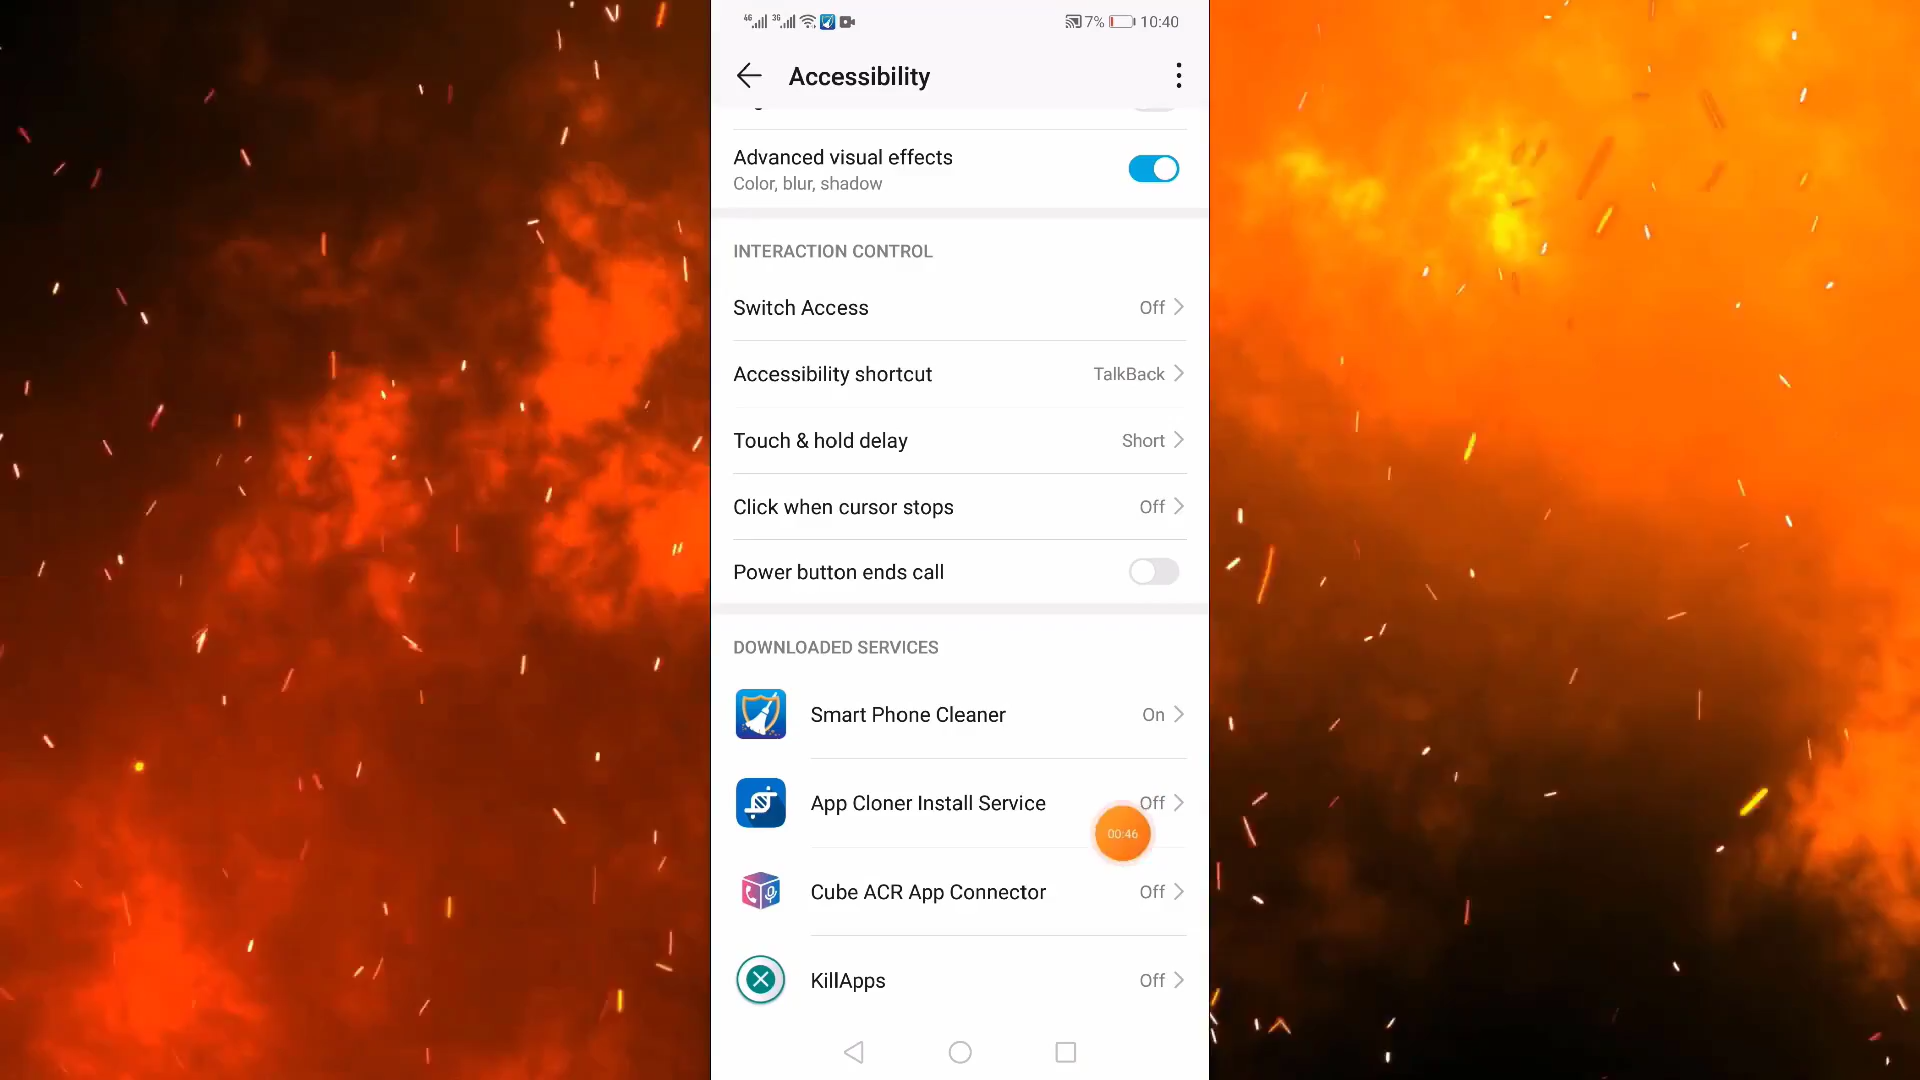 4G 3G 7% 10:40
Accessibility
Advanced visual effects
Color, blur, shadow
INTERACTION CONTROL
Switch Access Off
Accessibility shortcut TalkBack
Touch & hold delay Short
Click when cursor stops Off
Power button ends call
DOWNLOADED SERVICES
Smart Phone Cleaner On
App Cloner Install Service Off
00:46
Cube ACR App Connector Off
KillApps Off